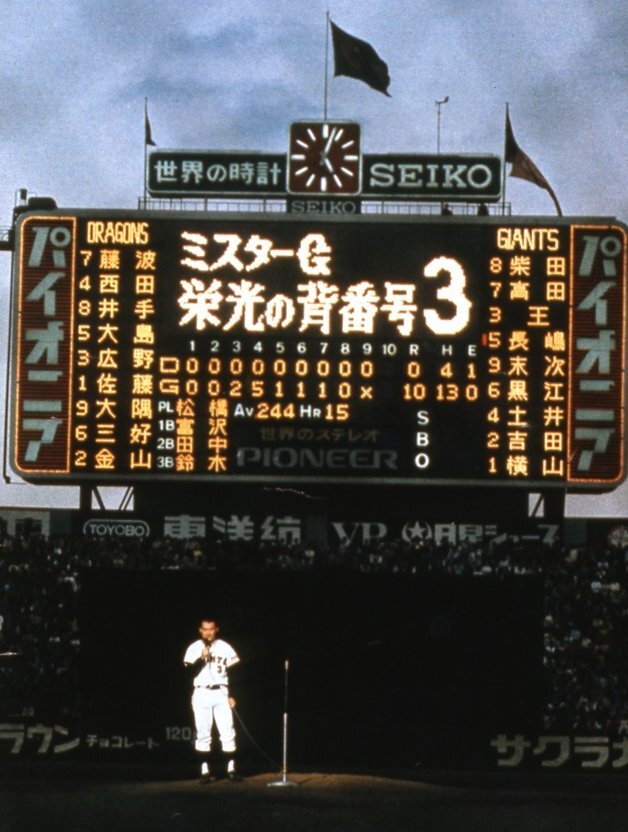 世界の時計
SEIKO
SEIKO
パイオニア
DRAGONS
7 藤波
4 西田
8 井手
5 大島
3 広野
1 佐藤
9 大隅
6 三好
2 金山
ミスターG
栄光の背番号3
1 2 3 4 5 6 7 8 9 10 R H E
D 0 0 0 0 0 0 0 0 0 0 4 1
G 0 0 2 5 1 1 1 0 x 10 13 0
PL 松橋 Av 244 HR 15
1B 富沢
2B 田中
3B 鈴木
世界のステレオ
PIONEER
S
B
O
GIANTS
8 柴田
7 高田
3 王
5 長嶋
9 末次
6 黒江
4 土井
2 吉田
1 横山
パイオニア
TOYOBO 東洋紡 VP
ラウン チョコレート 120
3
サクラ